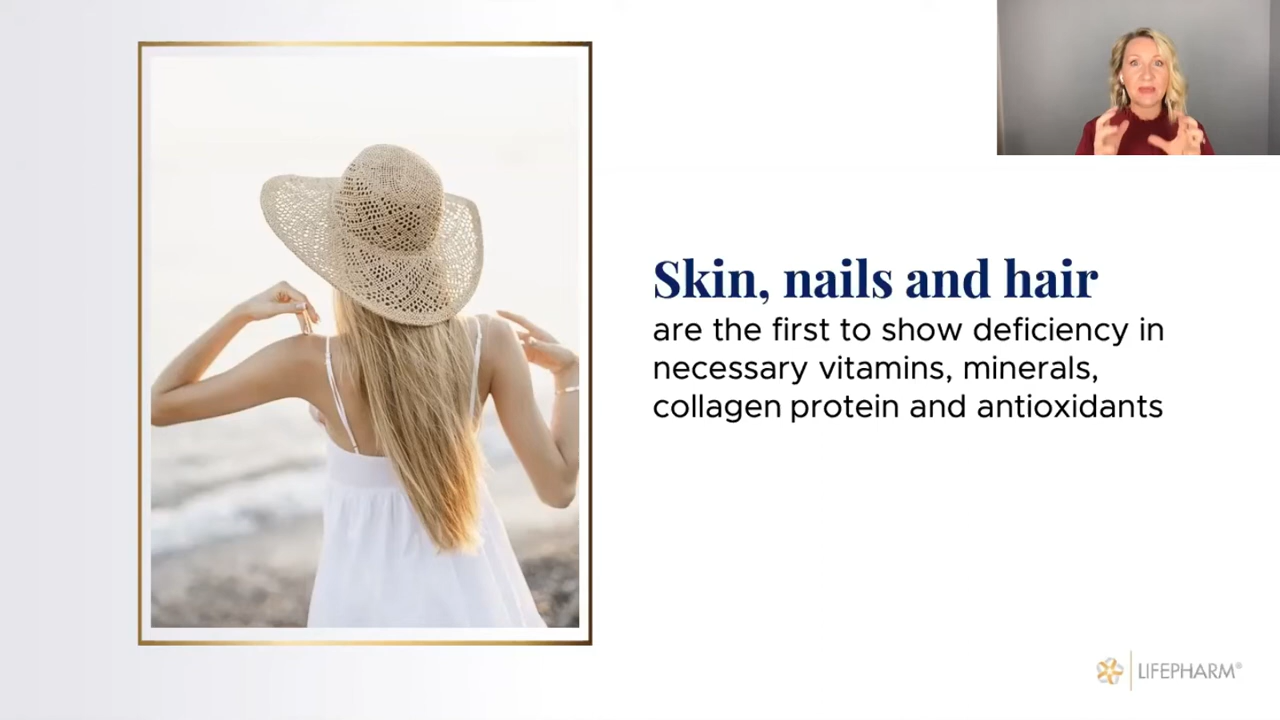 Skin, nails and hair
are the first to show deficiency in
necessary vitamins, minerals,
collagen protein and antioxidants
LIFEPHARM®